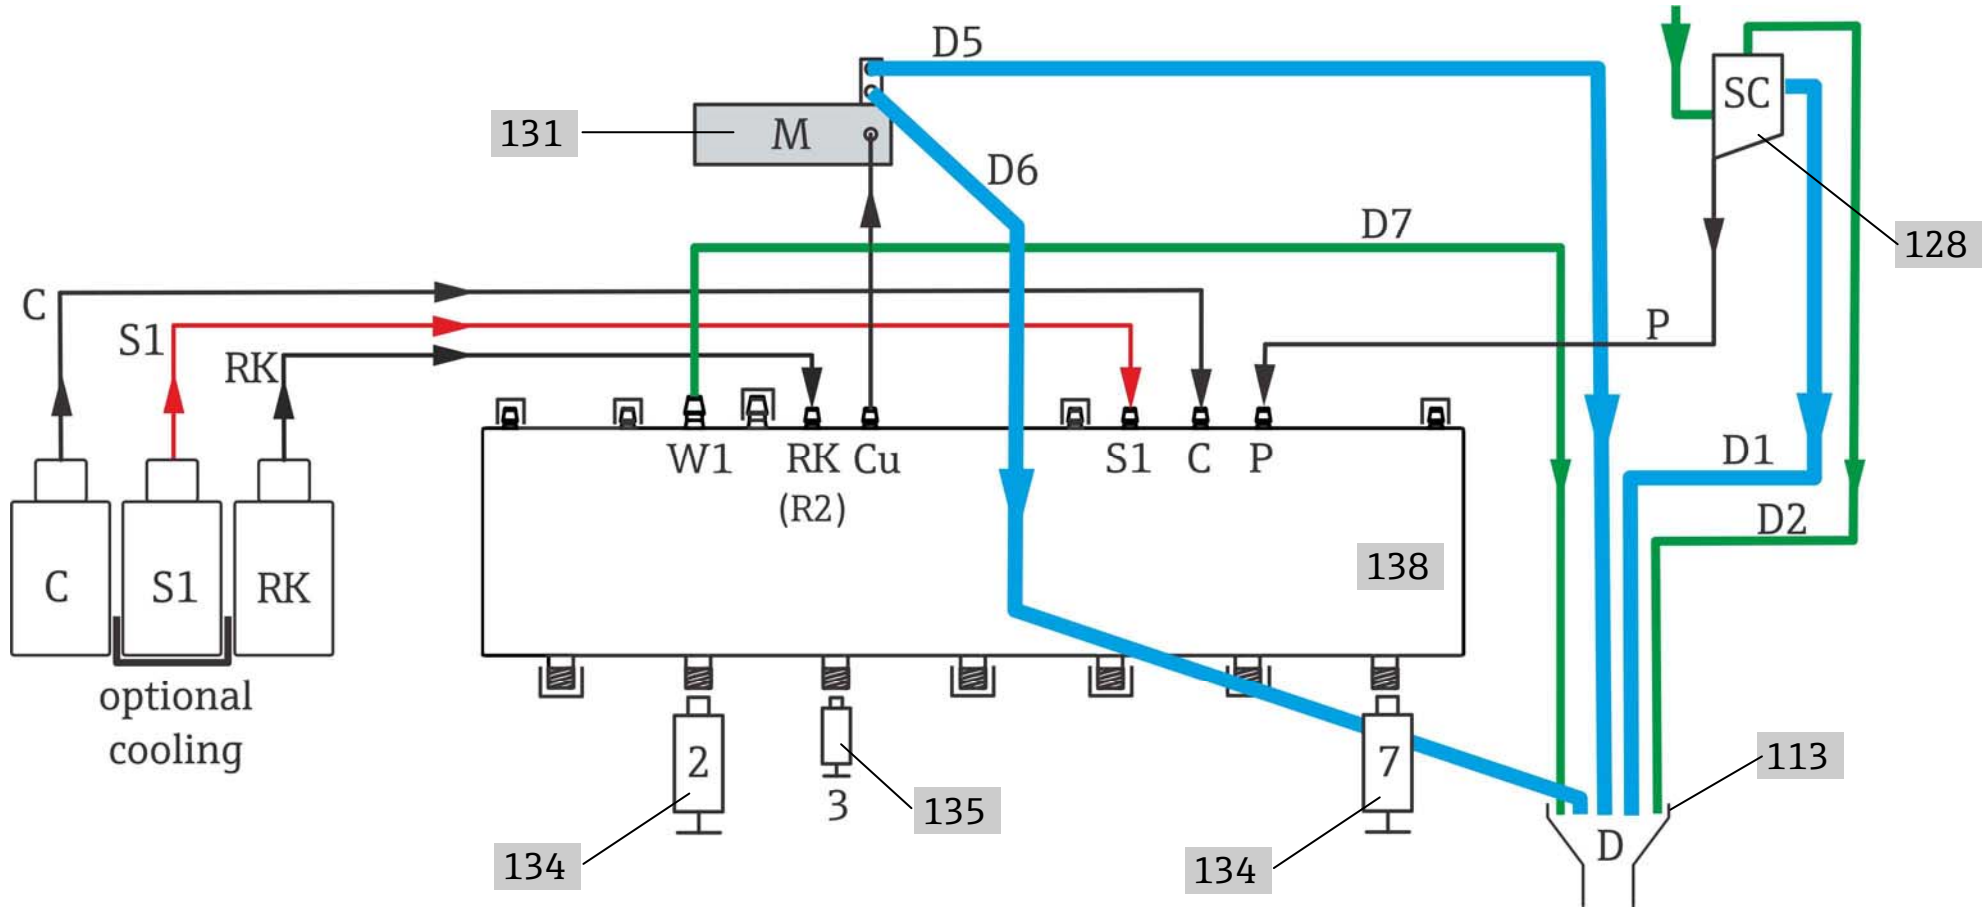 D5
SC
131
M
D6
D7
128
C
S1
RK
P
W1
RK
Cu
S1
C
P
(R2)
D1
D2
138
C
S1
RK
optional
cooling
2
3
7
113
135
134
134
D